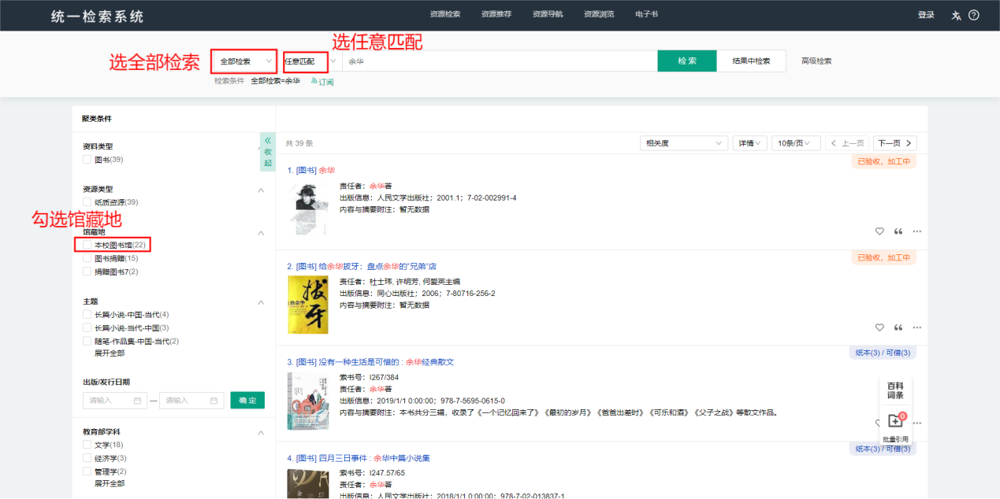 统一检索系统
资源检索 资源推荐 资源导航 资源浏览 电子书
登录
选任意匹配
选全部检索
全部检索 任意匹配 余华 检 索 结果中检索 高级检索
检索条件 全部检索=余华 订阅
聚类条件
资料类型
图书(39)
收起
资源类型
纸质资源(39)
勾选馆藏地
馆藏地
本校图书馆(22)
图书捐赠(15)
捐赠图书7(2)
主题
长篇小说-中国-当代(4)
长篇小说-当代-中国(3)
随笔-作品集-中国-当代(2)
展开全部
出版/发行日期
请输入 — 请输入 确 定
教育部学科
文学(18)
经济学(3)
管理学(2)
展开全部
共 39 条 相关度 详情 10条/页 上一页 下一页
已验收，加工中
1. [图书] 余华
责任者：余华著
出版信息：人民文学出版社；2001.1；7-02-002991-4
内容与摘要附注：暂无数据
已验收，加工中
2. [图书] 给余华拔牙：盘点余华的"兄弟"店
拔牙
给余华
责任者：杜士玮, 许明芳, 何爱英主编
出版信息：同心出版社；2006；7-80716-256-2
内容与摘要附注：暂无数据
纸本(3) / 可借(3)
3. [图书] 没有一种生活是可惜的 : 余华经典散文
索书号：I267/384
责任者：余华著
出版信息：2019/1/1 0:00:00；978-7-5695-0615-0
内容与摘要附注：本书共分三辑，收录了《一个记忆回来了》《最初的岁月》《爸爸出差时》《可乐和酒》《父子之战》等散文作品。
百科
词条
0
批量引用
纸本(3) / 可借(3)
4. [图书] 四月三日事件 : 余华中篇小说集
索书号：I247.57/65
责任者：余华著
出版信息：人民文学出版社；2018/1/1 0:00:00；978-7-02-013837-1